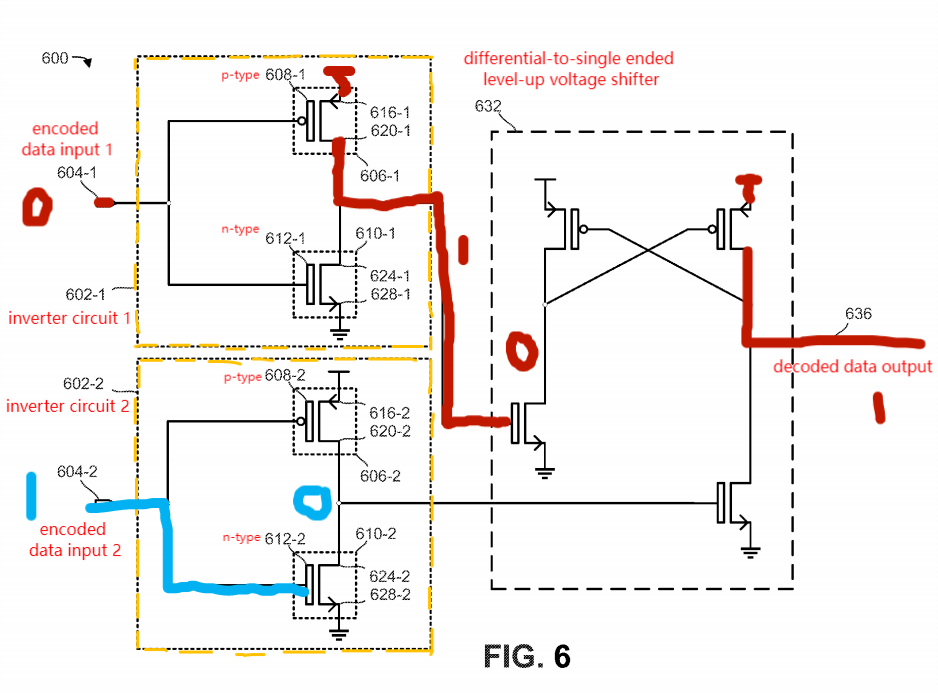 600
p-type 608-1
differential-to-single ended
level-up voltage shifter
632
616-1
620-1
encoded
data input 1
604-1
606-1
0
n-type
612-1
610-1
1
624-1
628-1
602-1
inverter circuit 1
636
0
decoded data output
602-2
p-type 608-2
inverter circuit 2
616-2
620-2
1
604-2
606-2
1
0
encoded
data input 2
n-type 612-2
610-2
624-2
628-2
FIG. 6